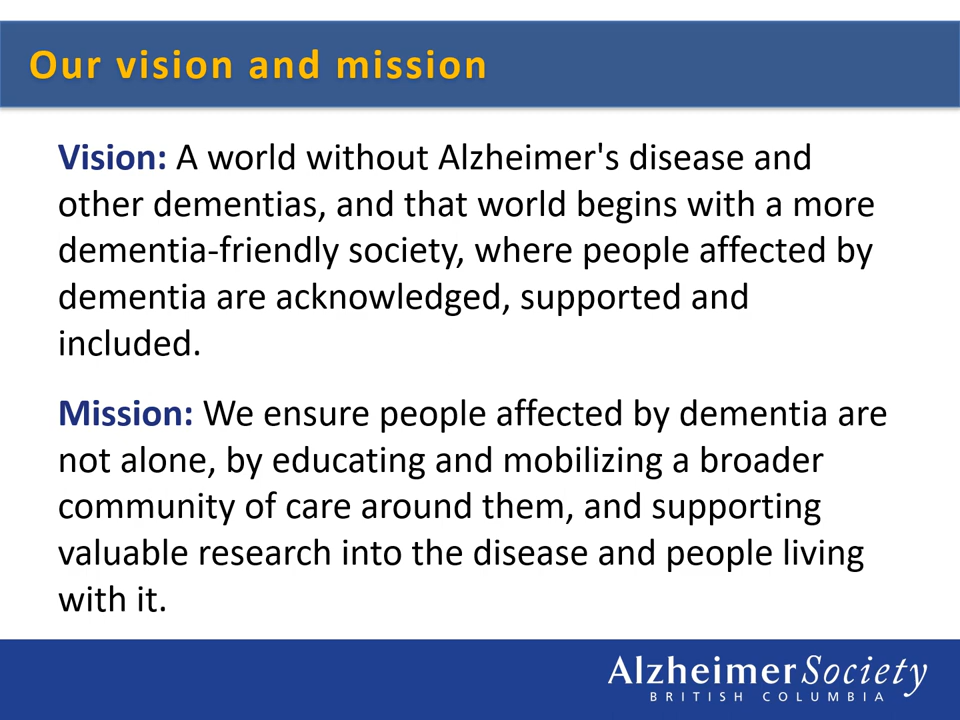 Our vision and mission
Vision: A world without Alzheimer's disease and
other dementias, and that world begins with a more
dementia-friendly society, where people affected by
dementia are acknowledged, supported and
included.
Mission: We ensure people affected by dementia are
not alone, by educating and mobilizing a broader
community of care around them, and supporting
valuable research into the disease and people living
with it.
AlzheimerSociety
BRITISH COLUMBIA